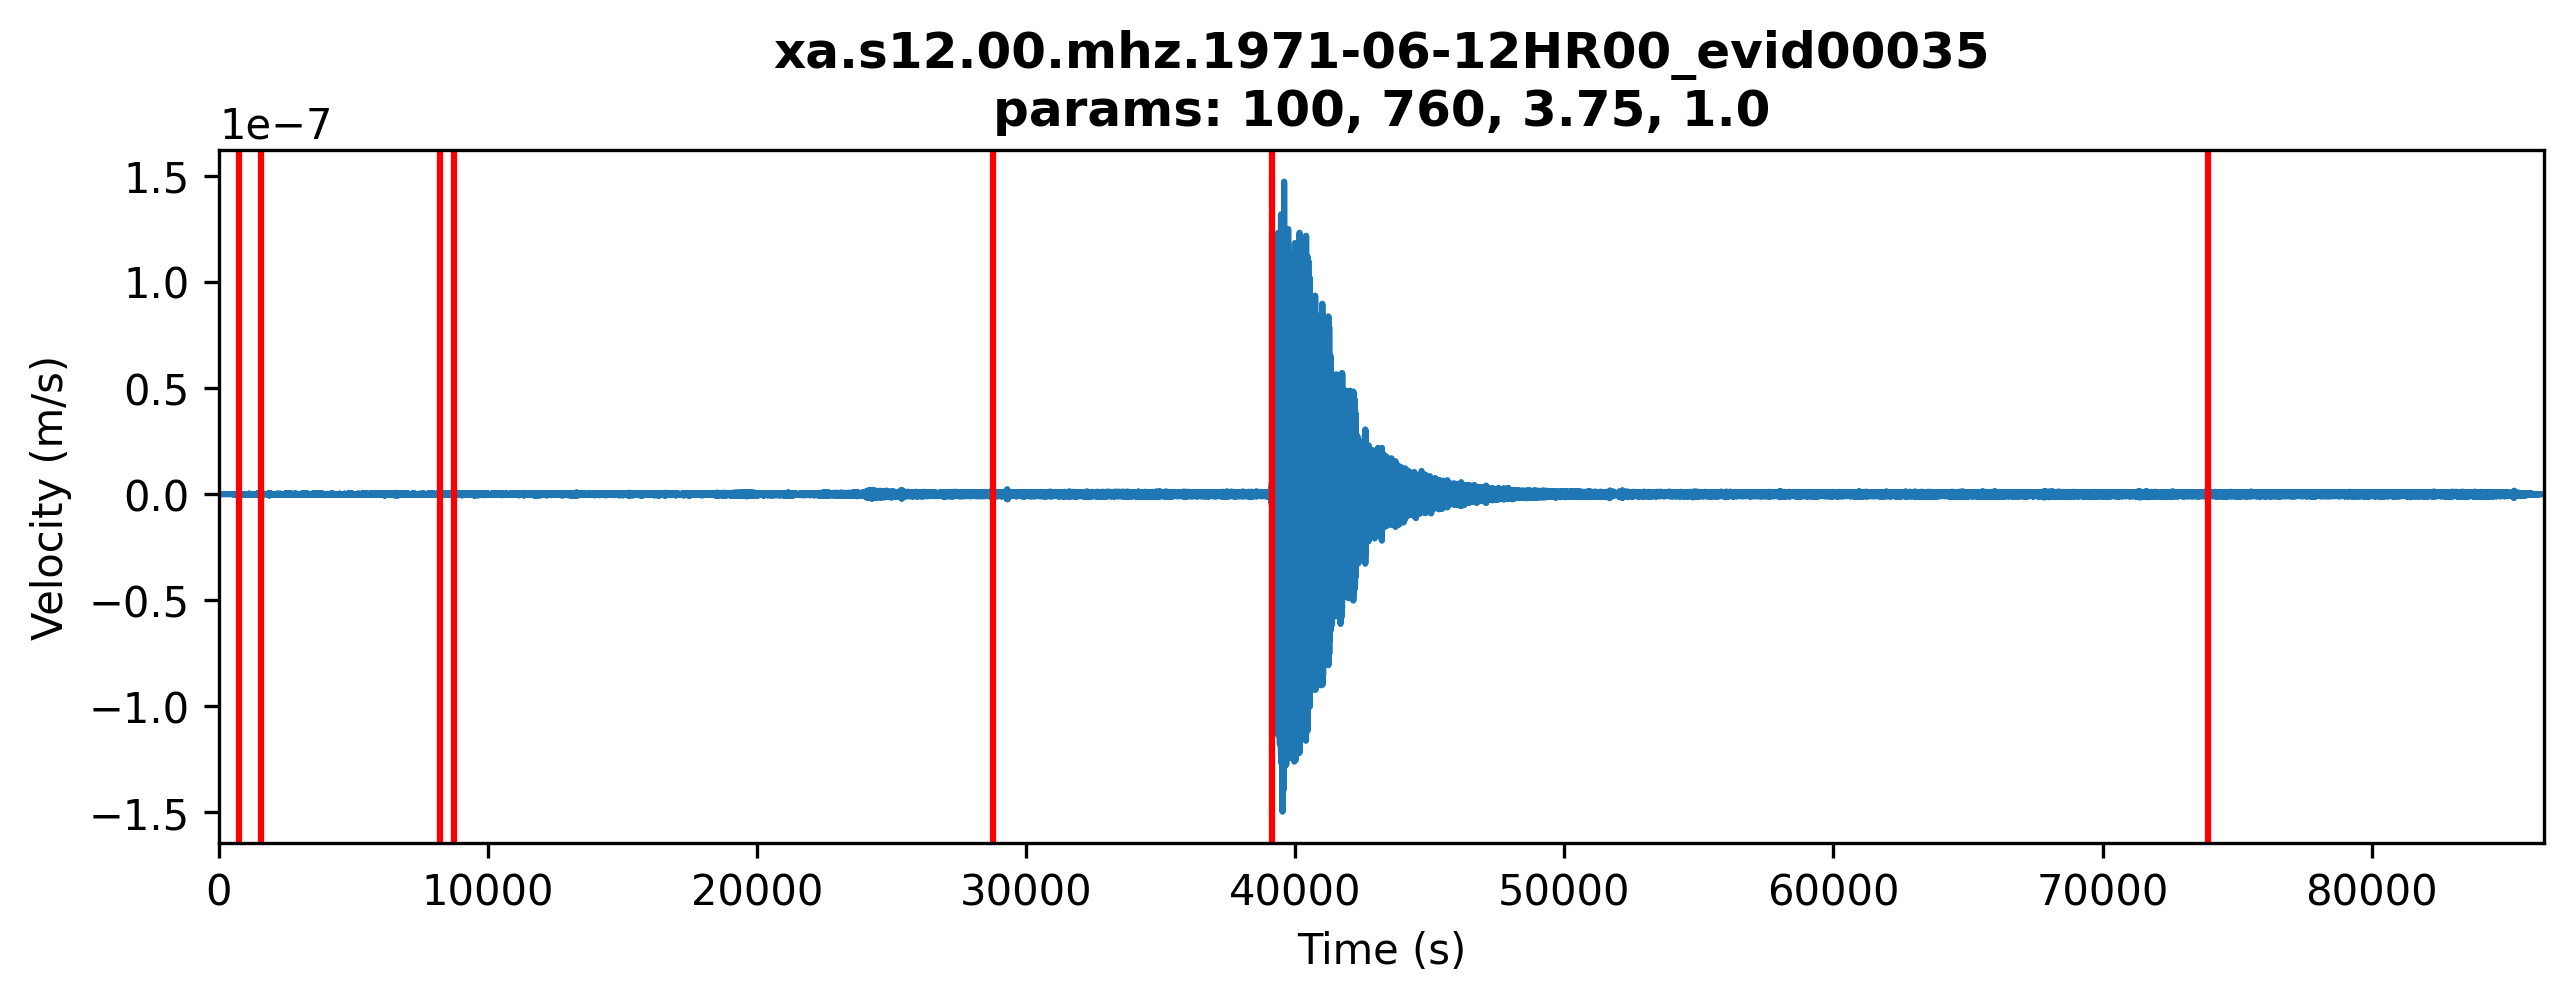 xa.s12.00.mhz.1971-06-12HR00_evid00035
params: 100, 760, 3.75, 1.0
1e−7
1.5
1.0
0.5
0.0
−0.5
−1.0
−1.5
Velocity (m/s)
0 10000 20000 30000 40000 50000 60000 70000 80000
Time (s)